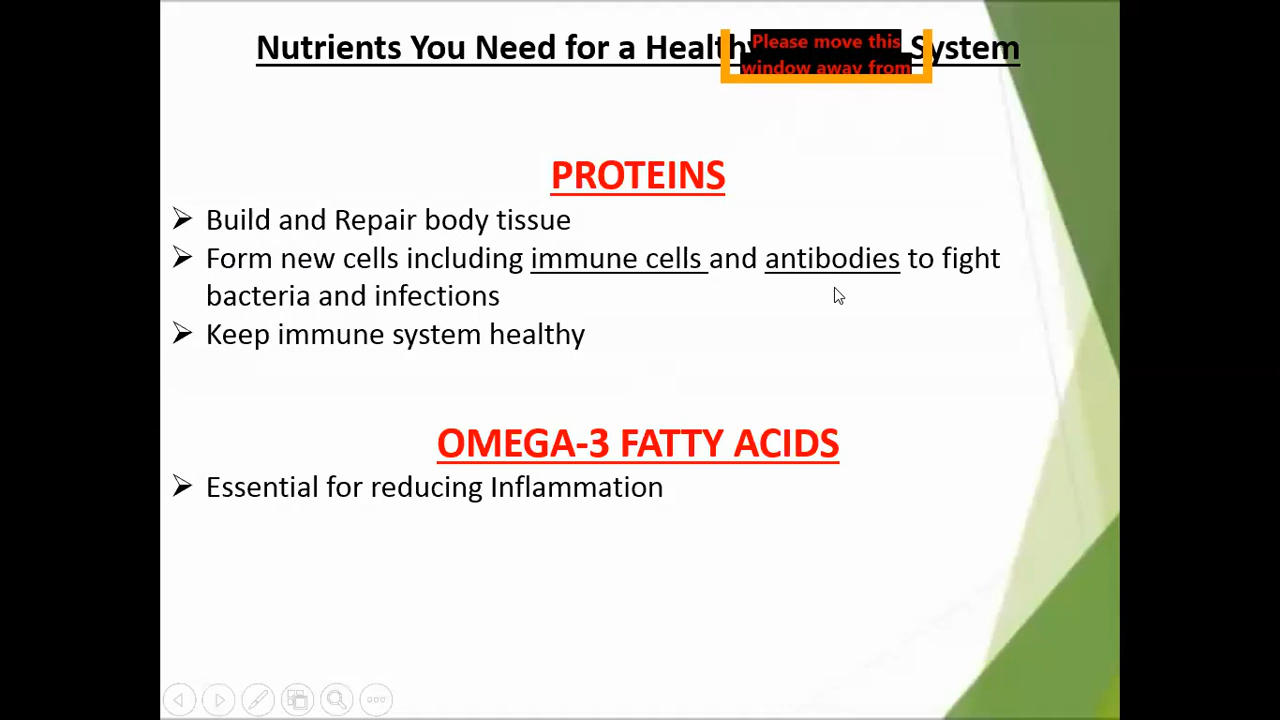 Nutrients You Need for a Healthy System
Please move this
window away from
PROTEINS
Build and Repair body tissue
Form new cells including immune cells and antibodies to fight
bacteria and infections
Keep immune system healthy
OMEGA-3 FATTY ACIDS
Essential for reducing Inflammation